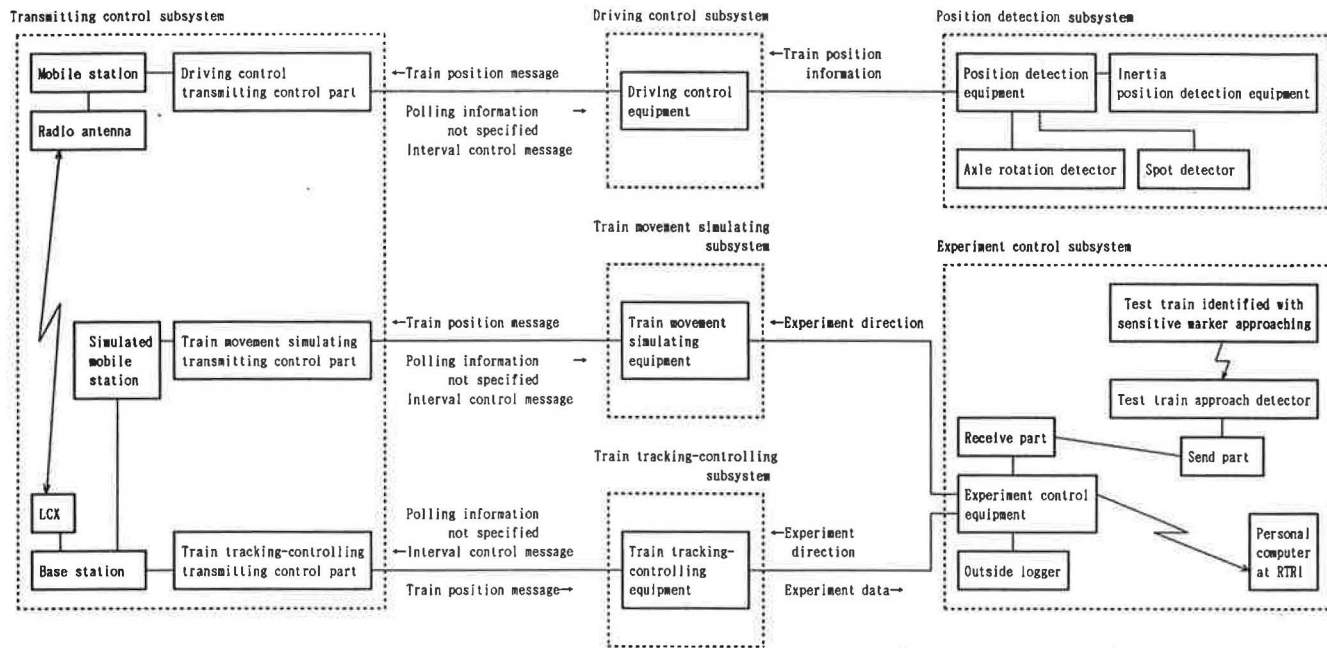 Transmitting control subsystem
Mobile station
Driving control
transmitting control part
Radio antenna
Simulated
mobile
station
Train movement simulating
transmitting control part
LCX
Base station
Train tracking-controlling
transmitting control part
←Train position message
Polling information →
not specified
Interval control message
←Train position message
Polling information →
not specified
Interval control message
Polling information
not specified
←Interval control message
Train position message→
Driving control subsystem
Driving control
equipment
Train movement simulating
subsystem
Train movement
simulating
equipment
Train tracking-controlling
subsystem
Train tracking-
controlling
equipment
←Train position
information
←Experiment direction
←Experiment
direction
Experiment data→
Position detection subsystem
Position detection
equipment
Inertia
position detection equipment
Axle rotation detector
Spot detector
Experiment control subsystem
Test train identified with
sensitive marker approaching
Test train approach detector
Receive part
Send part
Experiment control
equipment
Outside logger
Personal
computer
at RTRI